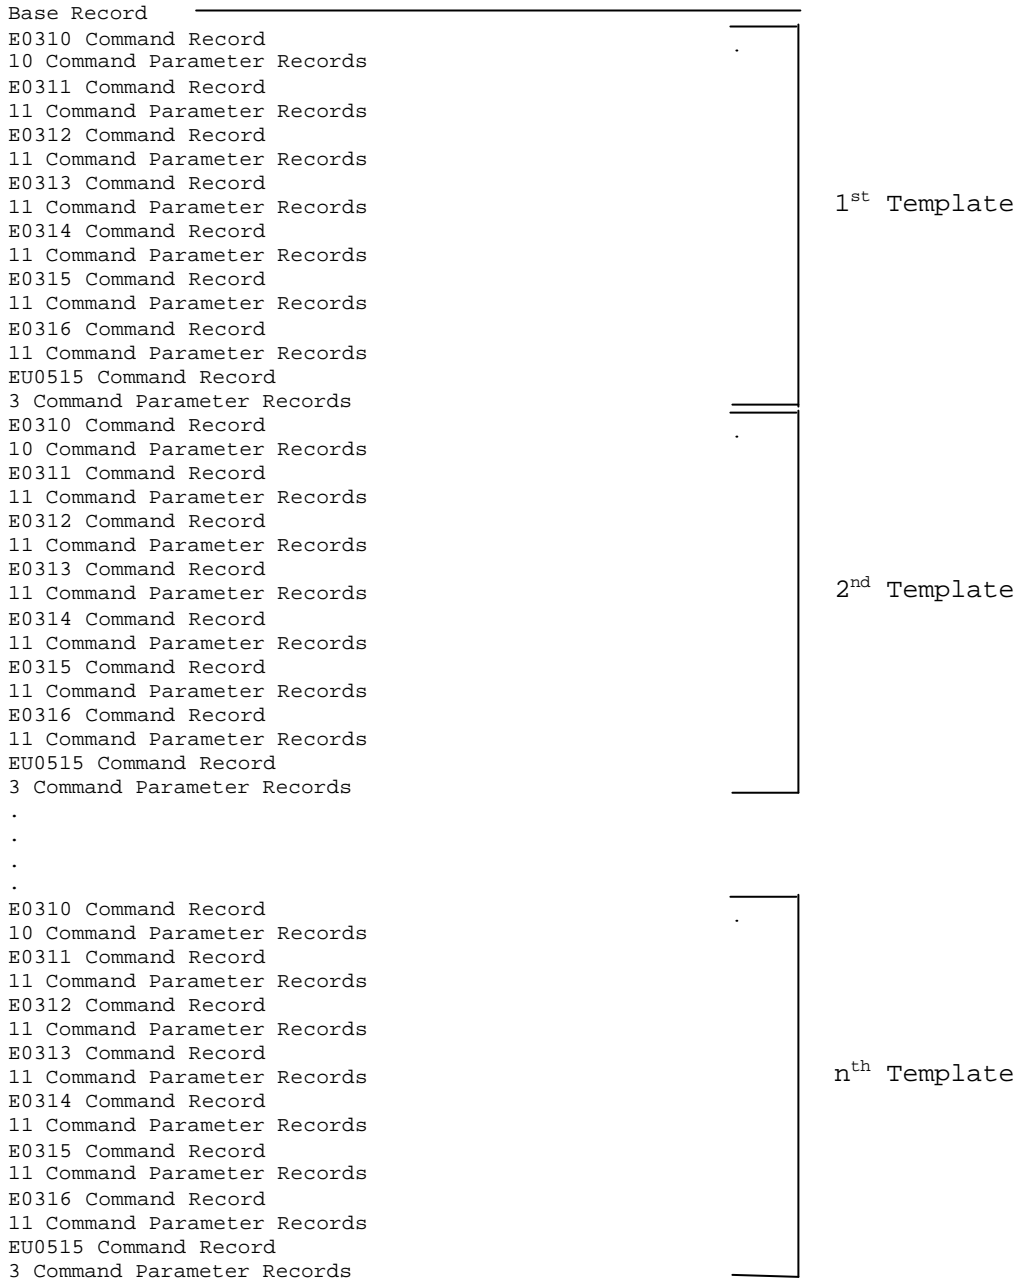 Base Record
E0310 Command Record
.
10 Command Parameter Records
E0311 Command Record
11 Command Parameter Records
E0312 Command Record
11 Command Parameter Records
E0313 Command Record
11 Command Parameter Records
1st Template
E0314 Command Record
11 Command Parameter Records
E0315 Command Record
11 Command Parameter Records
E0316 Command Record
11 Command Parameter Records
EU0515 Command Record
3 Command Parameter Records
E0310 Command Record
.
10 Command Parameter Records
E0311 Command Record
11 Command Parameter Records
E0312 Command Record
11 Command Parameter Records
E0313 Command Record
11 Command Parameter Records
2nd Template
E0314 Command Record
11 Command Parameter Records
E0315 Command Record
11 Command Parameter Records
E0316 Command Record
11 Command Parameter Records
EU0515 Command Record
3 Command Parameter Records
.
.
.
.
E0310 Command Record
.
10 Command Parameter Records
E0311 Command Record
11 Command Parameter Records
E0312 Command Record
11 Command Parameter Records
E0313 Command Record
11 Command Parameter Records
nth Template
E0314 Command Record
11 Command Parameter Records
E0315 Command Record
11 Command Parameter Records
E0316 Command Record
11 Command Parameter Records
EU0515 Command Record
3 Command Parameter Records